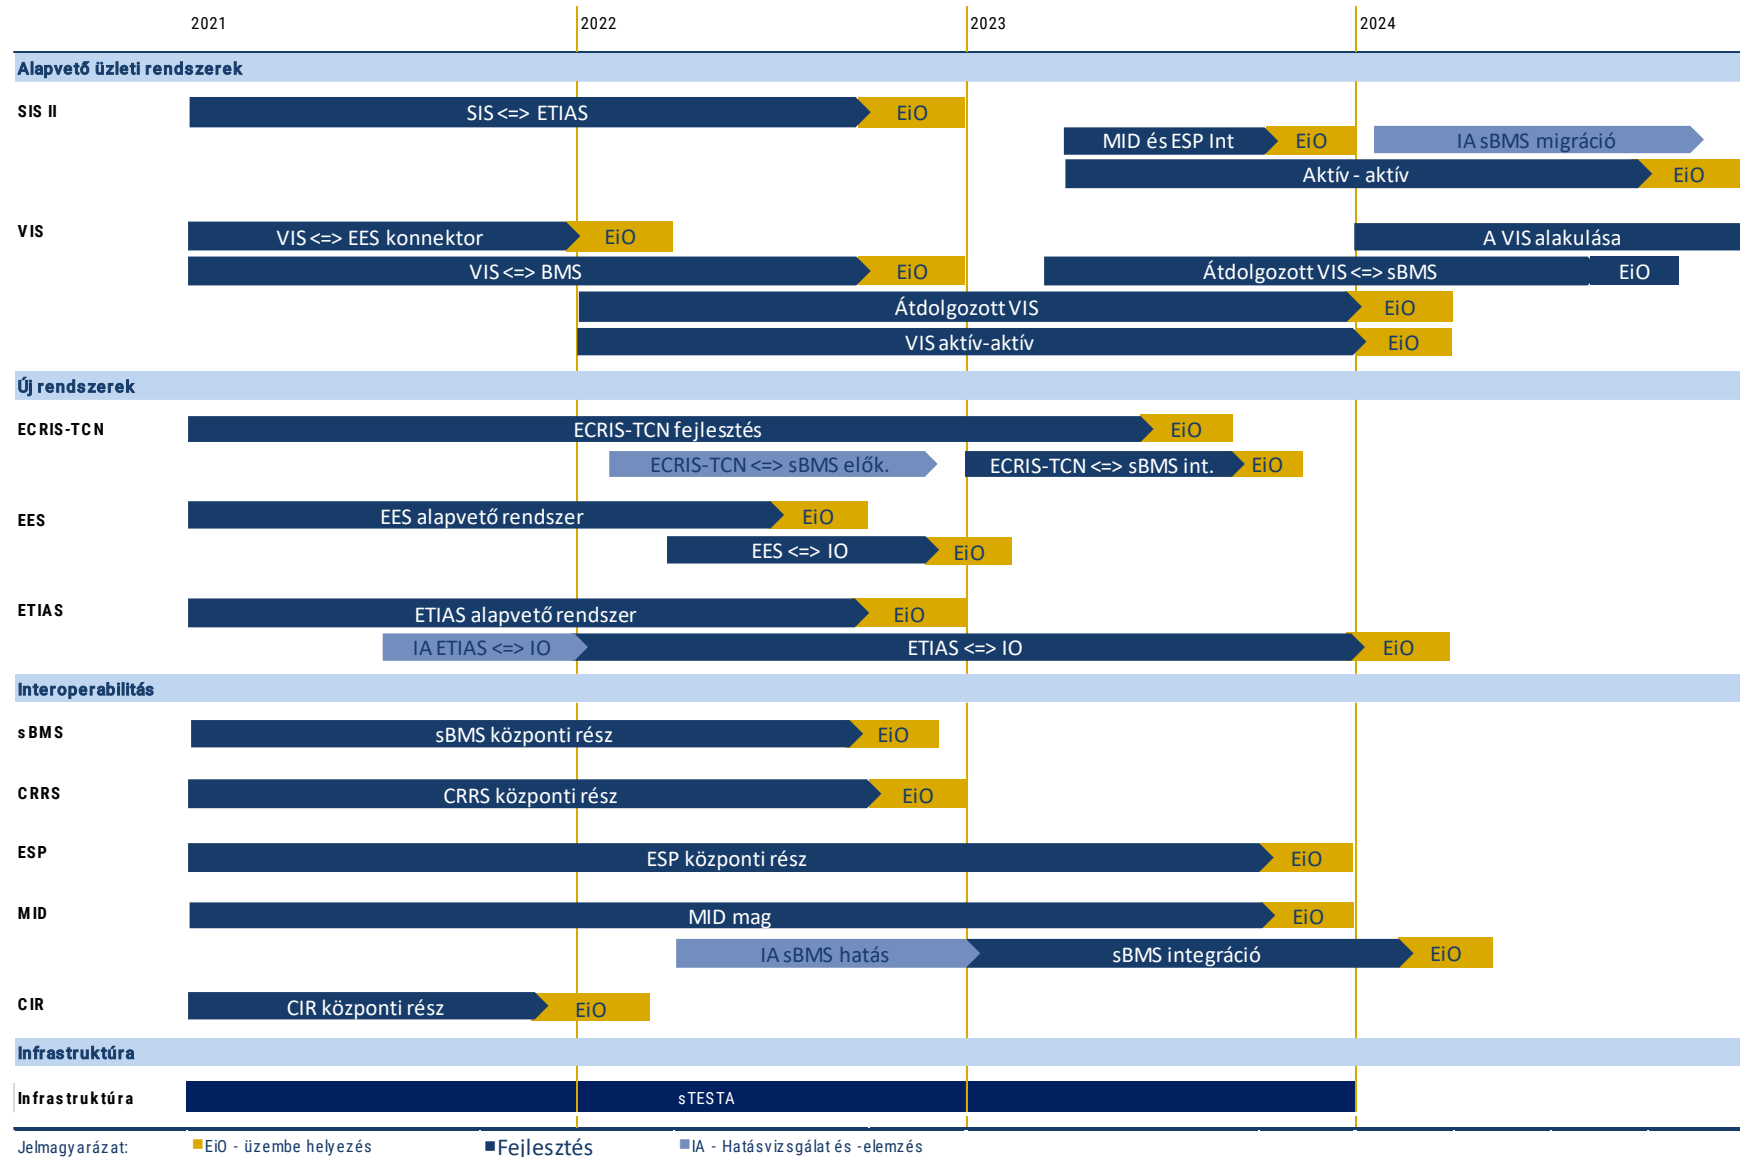 2021 2022 2023 2024
Alapvető üzleti rendszerek
SIS II
SIS <=> ETIAS EiO
MID és ESP Int EiO IA sBMS migráció
Aktív - aktív EiO
VIS
VIS <=> EES konnektor EiO A VIS alakulása
VIS <=> BMS EiO Átdolgozott VIS <=> sBMS EiO
Átdolgozott VIS EiO
VIS aktív-aktív EiO
Új rendszerek
ECRIS-TCN
ECRIS-TCN fejlesztés EiO
ECRIS-TCN <=> sBMS elők. ECRIS-TCN <=> sBMS int. EiO
EES
EES alapvető rendszer EiO
EES <=> IO EiO
ETIAS
ETIAS alapvető rendszer EiO
IA ETIAS <=> IO ETIAS <=> IO EiO
Interoperabilitás
sBMS
sBMS központi rész EiO
CRRS
CRRS központi rész EiO
ESP
ESP központi rész EiO
MID
MID mag EiO
IA sBMS hatás sBMS integráció EiO
CIR
CIR központi rész EiO
Infrastruktúra
Infrastruktúra
sTESTA
Jelmagyarázat: EiO - üzembe helyezés Fejlesztés IA - Hatásvizsgálat és -elemzés